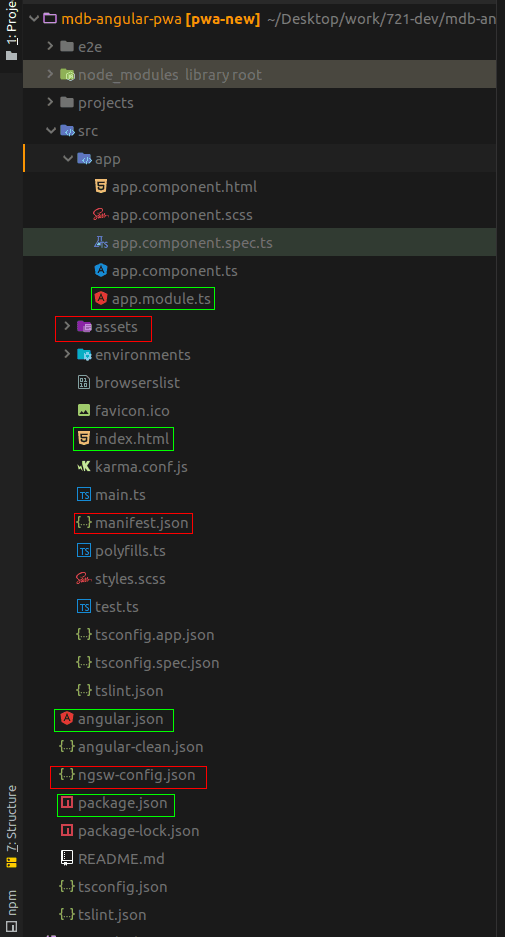 1: Proje
mdb-angular-pwa [pwa-new] ~/Desktop/work/721-dev/mdb-an
e2e
node_modules library root
projects
src
app
app.component.html
app.component.scss
app.component.spec.ts
app.component.ts
app.module.ts
assets
environments
browserslist
favicon.ico
index.html
karma.conf.js
main.ts
manifest.json
polyfills.ts
styles.scss
test.ts
tsconfig.app.json
tsconfig.spec.json
tslint.json
angular.json
angular-clean.json
ngsw-config.json
package.json
package-lock.json
README.md
tsconfig.json
tslint.json
7: Structure
npm